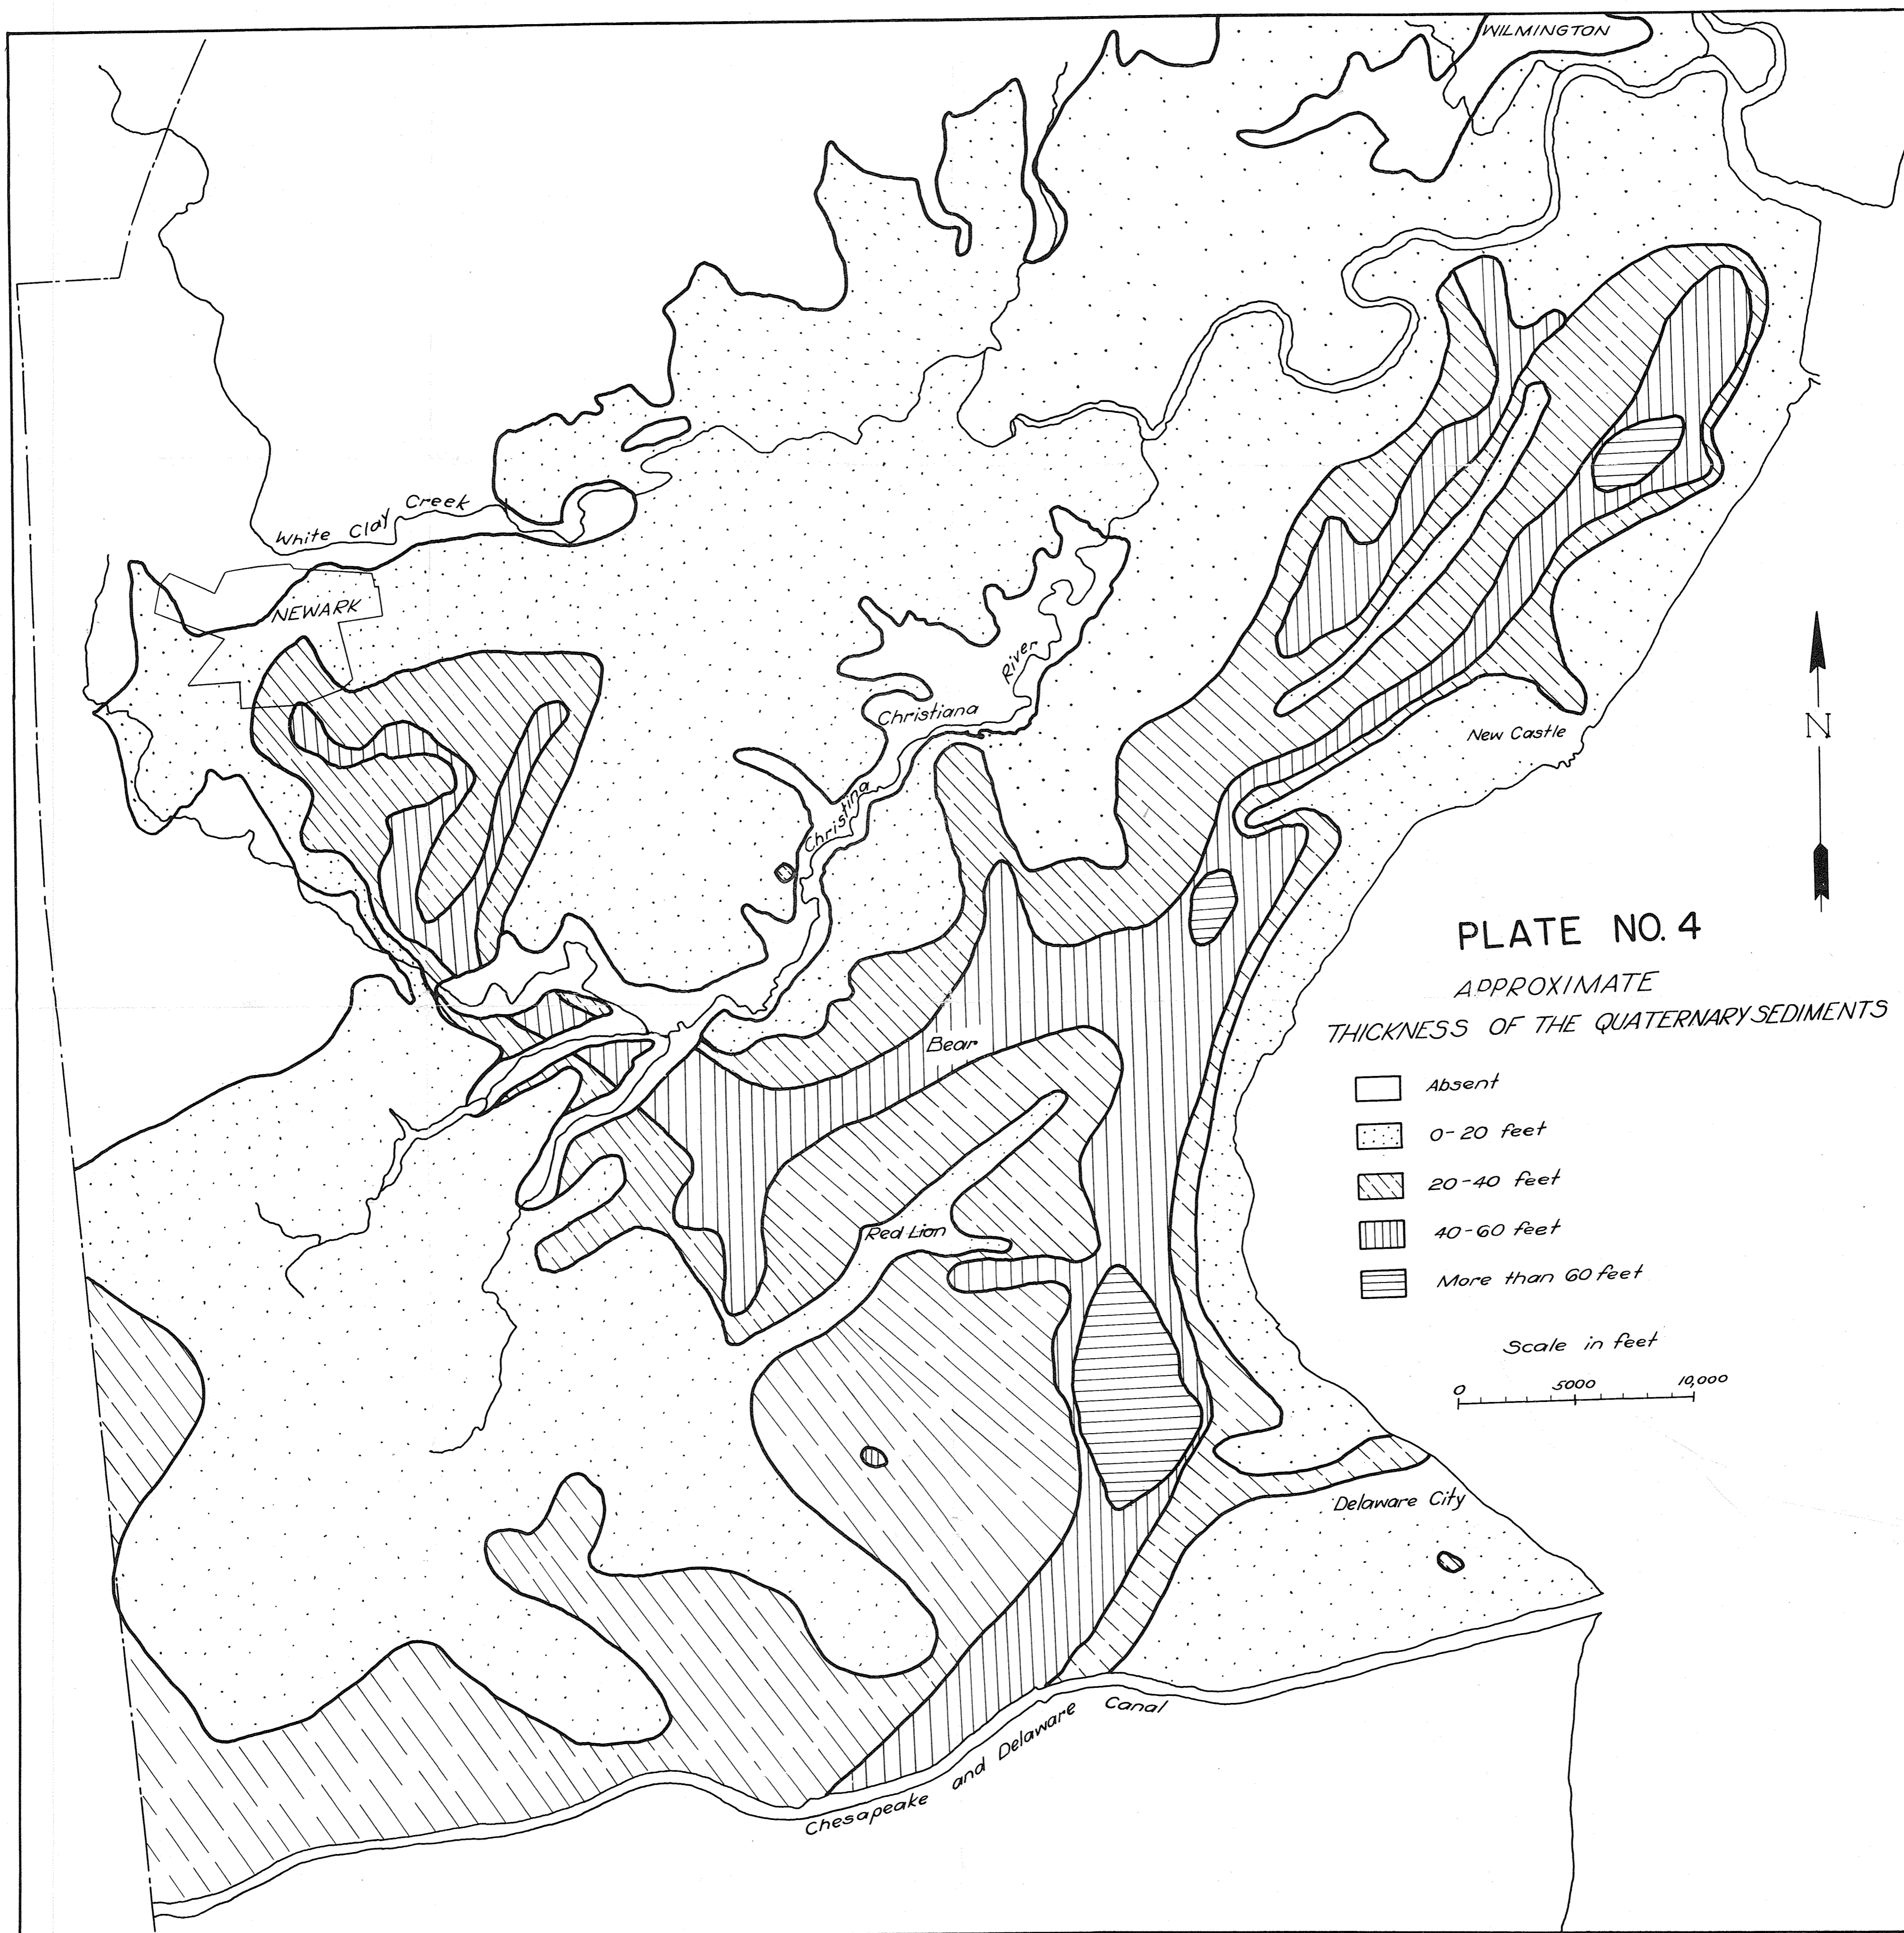 WILMINGTON
White Clay Creek
NEWARK
River
Christiana
Christina
New Castle
N
PLATE NO. 4
APPROXIMATE
THICKNESS OF THE QUATERNARY SEDIMENTS
Bear
Absent
0-20 feet
20-40 feet
40-60 feet
More than 60 feet
Red Lion
Scale in feet
0 5000 10,000
Delaware City
Chesapeake and Delaware Canal